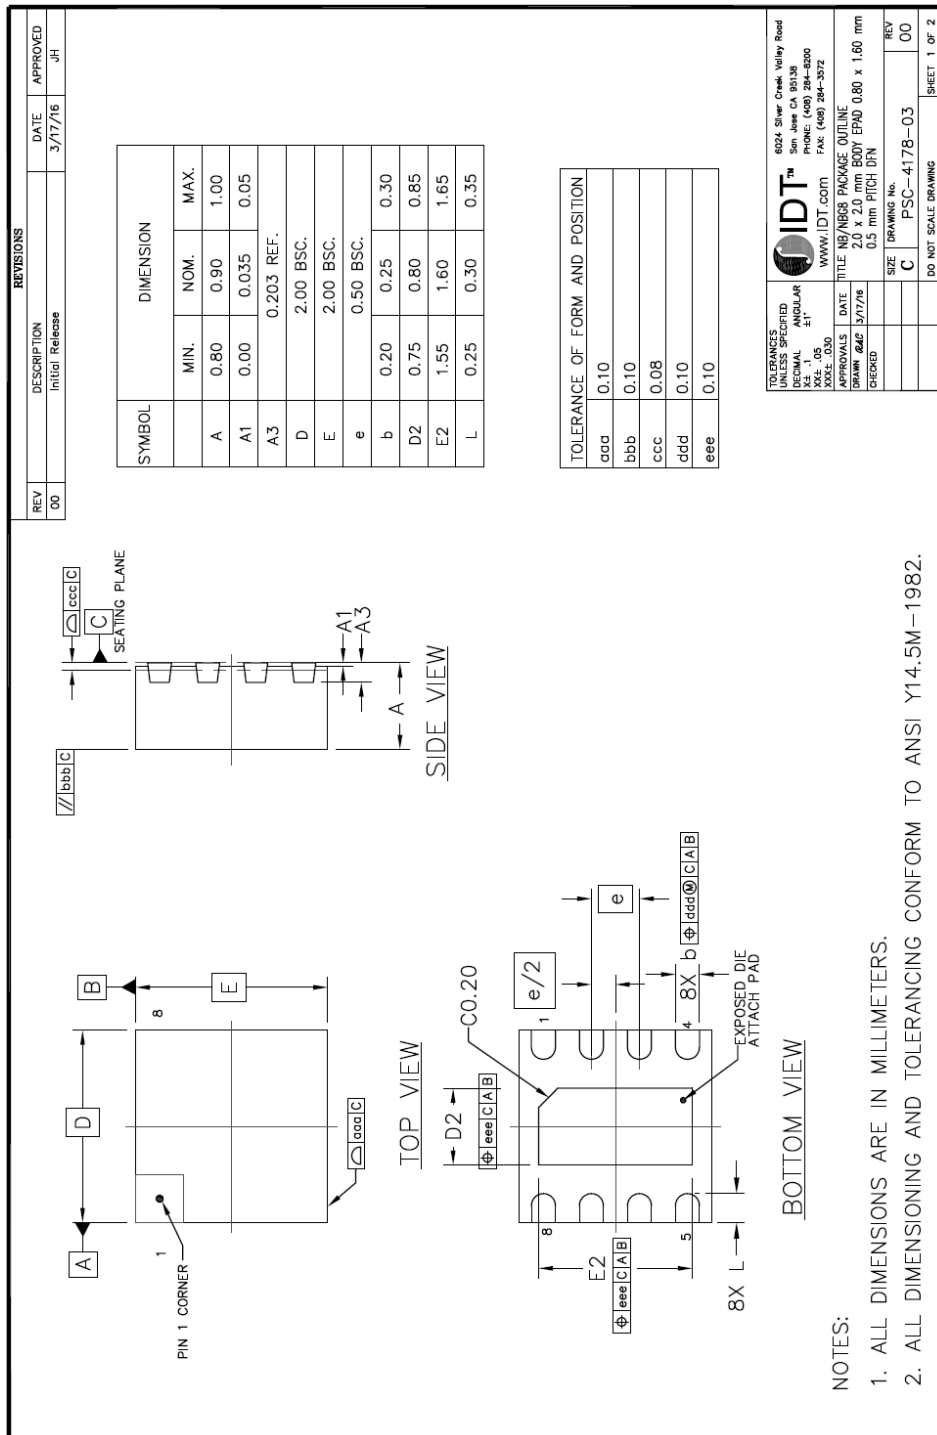 REVISIONS
REV DESCRIPTION DATE APPROVED
00 Initial Release 3/17/16 JH
SYMBOL DIMENSION
MIN. NOM. MAX.
A 0.80 0.90 1.00
A1 0.00 0.035 0.05
A3 0.203 REF.
D 2.00 BSC.
E 2.00 BSC.
e 0.50 BSC.
b 0.20 0.25 0.30
D2 0.75 0.80 0.85
E2 1.55 1.60 1.65
L 0.25 0.30 0.35
TOLERANCE OF FORM AND POSITION
aaa 0.10
bbb 0.10
ccc 0.08
ddd 0.10
eee 0.10
A
D
B
E
PIN 1 CORNER
1
8
aaa C
TOP VIEW
// bbb C
ccc C
C
SEATING PLANE
A1
A3
A
SIDE VIEW
D2
⌖ eee C A B
C0.20
e/2
e
1
4
8
5
8X b
⌖ ddd Ⓜ C A B
EXPOSED DIE
ATTACH PAD
E2
⌖ eee C A B
8X L
BOTTOM VIEW
NOTES:
1. ALL DIMENSIONS ARE IN MILLIMETERS.
2. ALL DIMENSIONING AND TOLERANCING CONFORM TO ANSI Y14.5M-1982.
TOLERANCES
UNLESS SPECIFIED
DECIMAL ANGULAR
X± .1 ±1°
XX± .05
XXX± .030
APPROVALS DATE
DRAWN RAC 3/17/16
CHECKED
IDT™
www.IDT.com
6024 Silver Creek Valley Road
San Jose CA 95138
PHONE: (408) 284-8200
FAX: (408) 284-3572
TITLE NB/NBG8 PACKAGE OUTLINE
2.0 x 2.0 mm BODY EPAD 0.80 x 1.60 mm
0.5 mm PITCH DFN
SIZE DRAWING No. REV
C PSC-4178-03 00
DO NOT SCALE DRAWING SHEET 1 OF 2